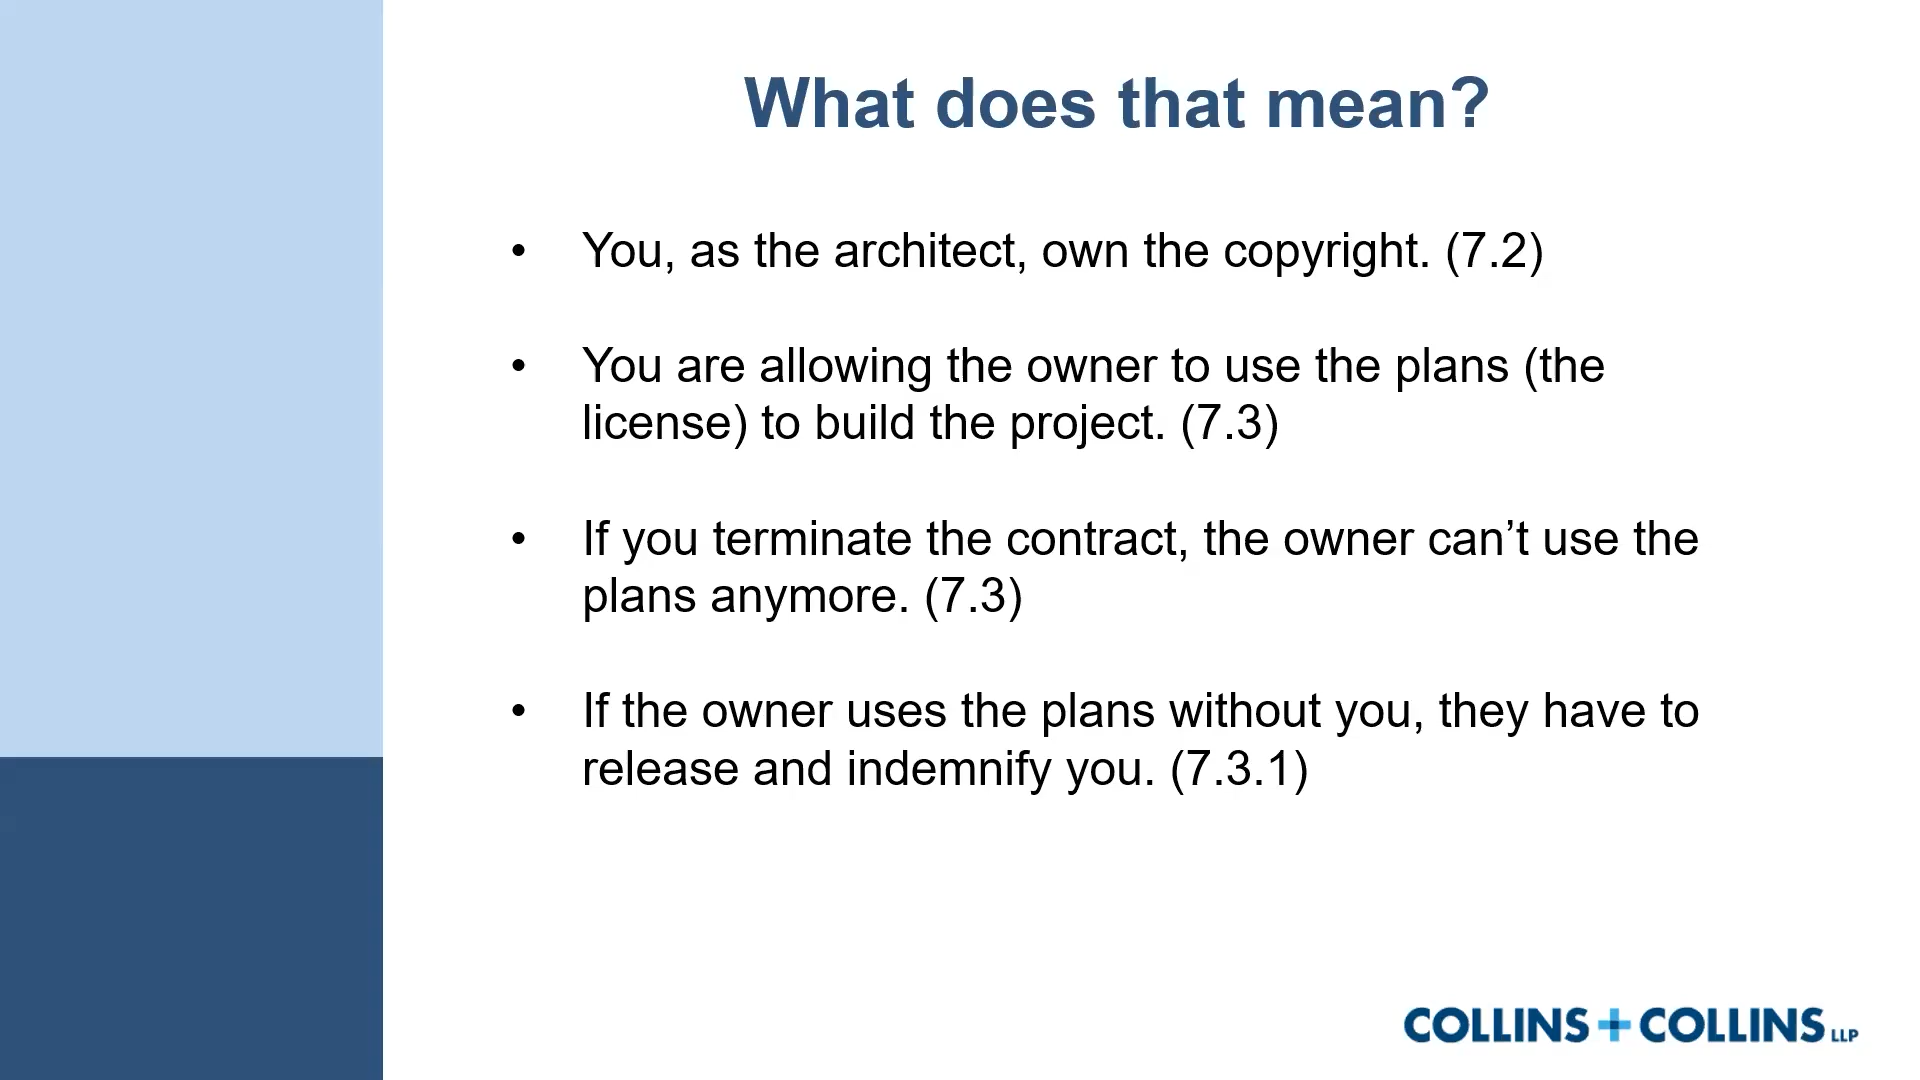 What does that mean?
• You, as the architect, own the copyright. (7.2)
• You are allowing the owner to use the plans (the
license) to build the project. (7.3)
• If you terminate the contract, the owner can’t use the
plans anymore. (7.3)
• If the owner uses the plans without you, they have to
release and indemnify you. (7.3.1)
COLLINS + COLLINS LLP